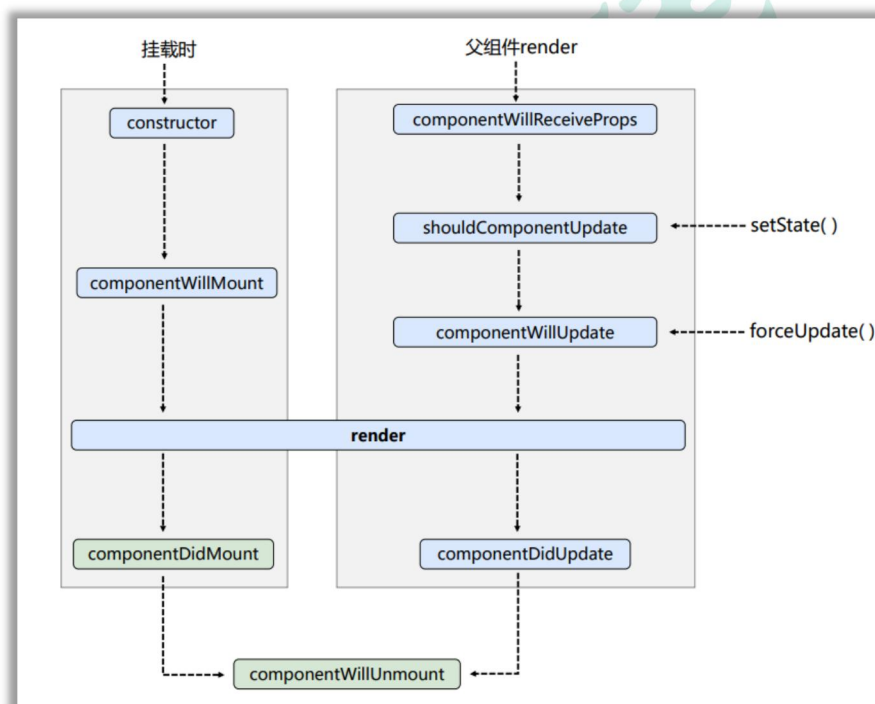 挂载时
父组件render
constructor
componentWillReceiveProps
shouldComponentUpdate
setState( )
componentWillMount
componentWillUpdate
forceUpdate( )
render
componentDidMount
componentDidUpdate
componentWillUnmount